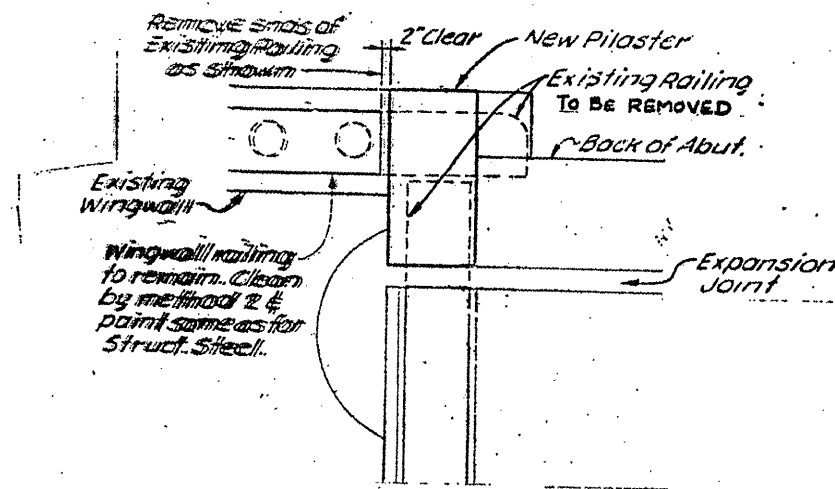 Remove ends of
Existing Railing
as Shown
2" Clear
New Pilaster
Existing Railing
TO BE REMOVED
Back of Abut.
Existing
Wingwall
Wingwall railing
to remain. Clean
by method 2 &
paint same as for
Struct. Steel.
Expansion
Joint